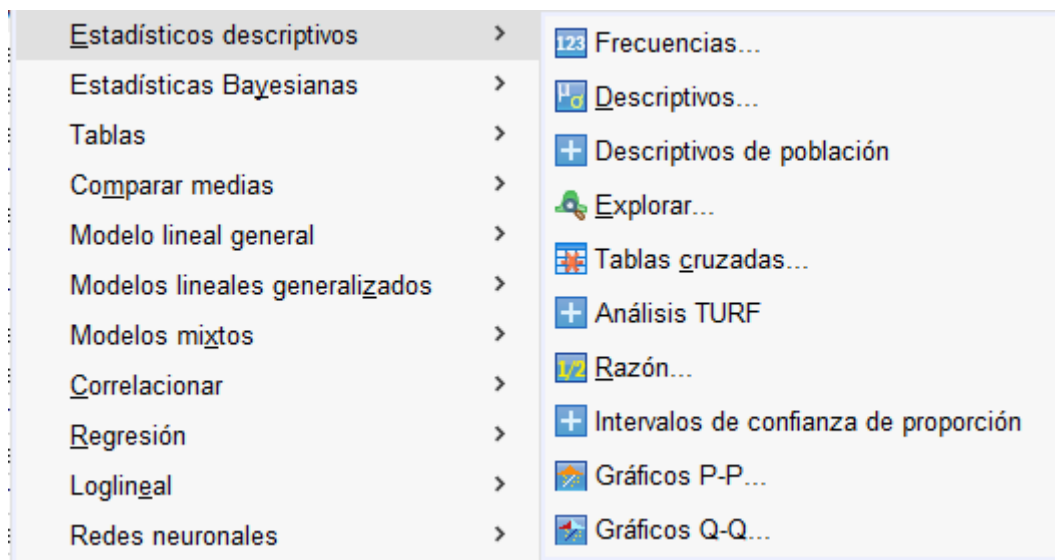 Estadísticos descriptivos
Estadísticas Bayesianas
Tablas
Comparar medias
Modelo lineal general
Modelos lineales generalizados
Modelos mixtos
Correlacionar
Regresión
Loglineal
Redes neuronales
123 Frecuencias...
μσ Descriptivos...
Descriptivos de población
Explorar...
Tablas cruzadas...
Análisis TURF
1/2 Razón...
Intervalos de confianza de proporción
Gráficos P-P...
Gráficos Q-Q...